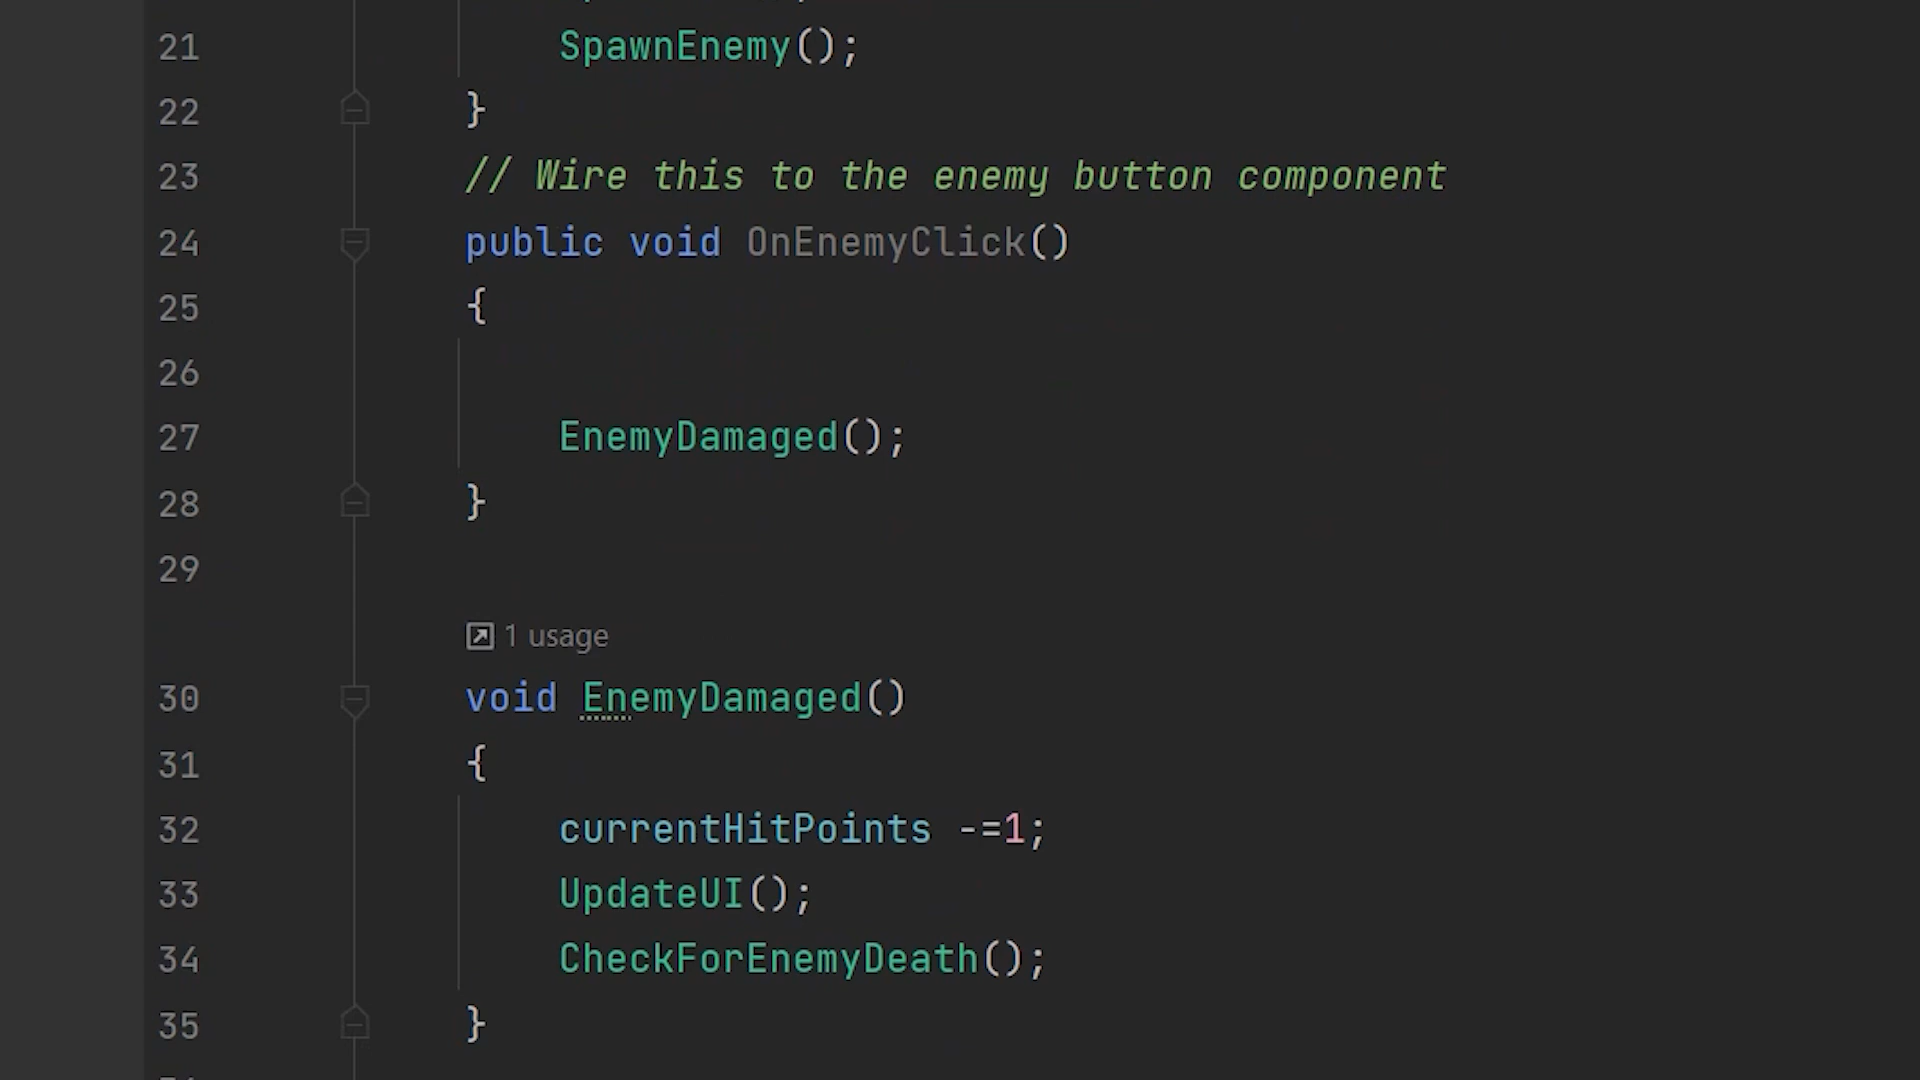 21 SpawnEnemy();
22 }
23 // Wire this to the enemy button component
24 public void OnEnemyClick()
25 {
26
27 EnemyDamaged();
28 }
29
1 usage
30 void EnemyDamaged()
31 {
32 currentHitPoints -=1;
33 UpdateUI();
34 CheckForEnemyDeath();
35 }